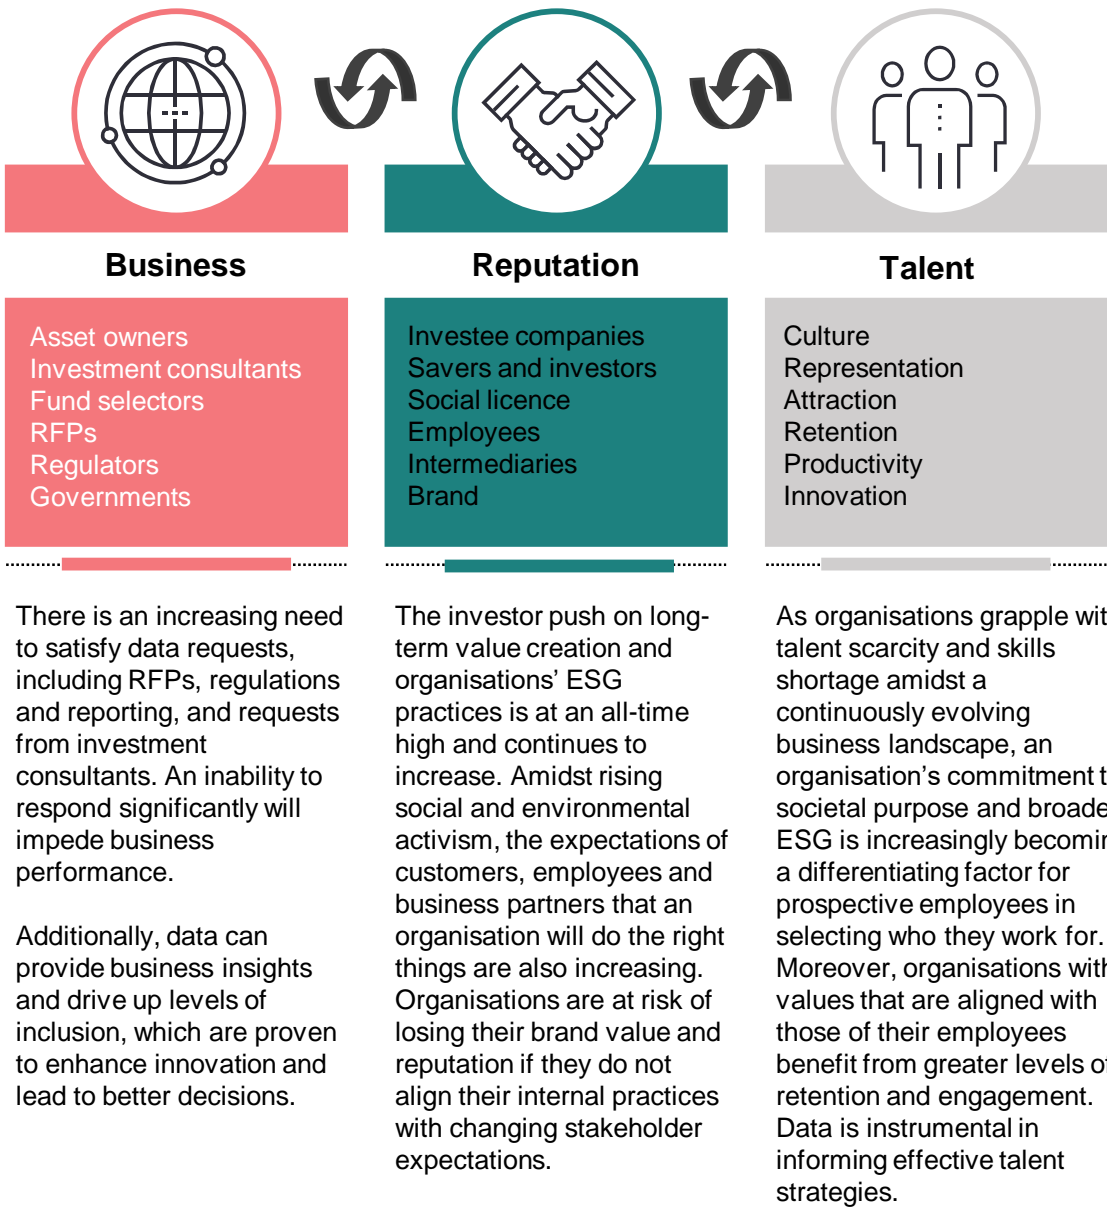 Business
Asset owners
Investment consultants
Fund selectors
RFPs
Regulators
Governments
There is an increasing need
to satisfy data requests,
including RFPs, regulations
and reporting, and requests
from investment
consultants. An inability to
respond significantly will
impede business
performance.
Additionally, data can
provide business insights
and drive up levels of
inclusion, which are proven
to enhance innovation and
lead to better decisions.
Reputation
Investee companies
Savers and investors
Social licence
Employees
Intermediaries
Brand
The investor push on long-
term value creation and
organisations’ ESG
practices is at an all-time
high and continues to
increase. Amidst rising
social and environmental
activism, the expectations of
customers, employees and
business partners that an
organisation will do the right
things are also increasing.
Organisations are at risk of
losing their brand value and
reputation if they do not
align their internal practices
with changing stakeholder
expectations.
Talent
Culture
Representation
Attraction
Retention
Productivity
Innovation
As organisations grapple wit
talent scarcity and skills
shortage amidst a
continuously evolving
business landscape, an
organisation’s commitment t
societal purpose and broade
ESG is increasingly becomin
a differentiating factor for
prospective employees in
selecting who they work for.
Moreover, organisations with
values that are aligned with
those of their employees
benefit from greater levels of
retention and engagement.
Data is instrumental in
informing effective talent
strategies.